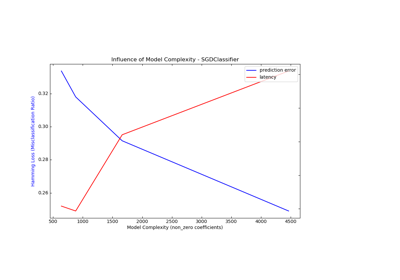 Influence of Model Complexity - SGDClassifier
prediction error
latency
Hamming Loss (Misclassification Ratio)
0.32
0.30
0.28
0.26
500 1000 1500 2000 2500 3000 3500 4000 4500
Model Complexity (non_zero coefficients)